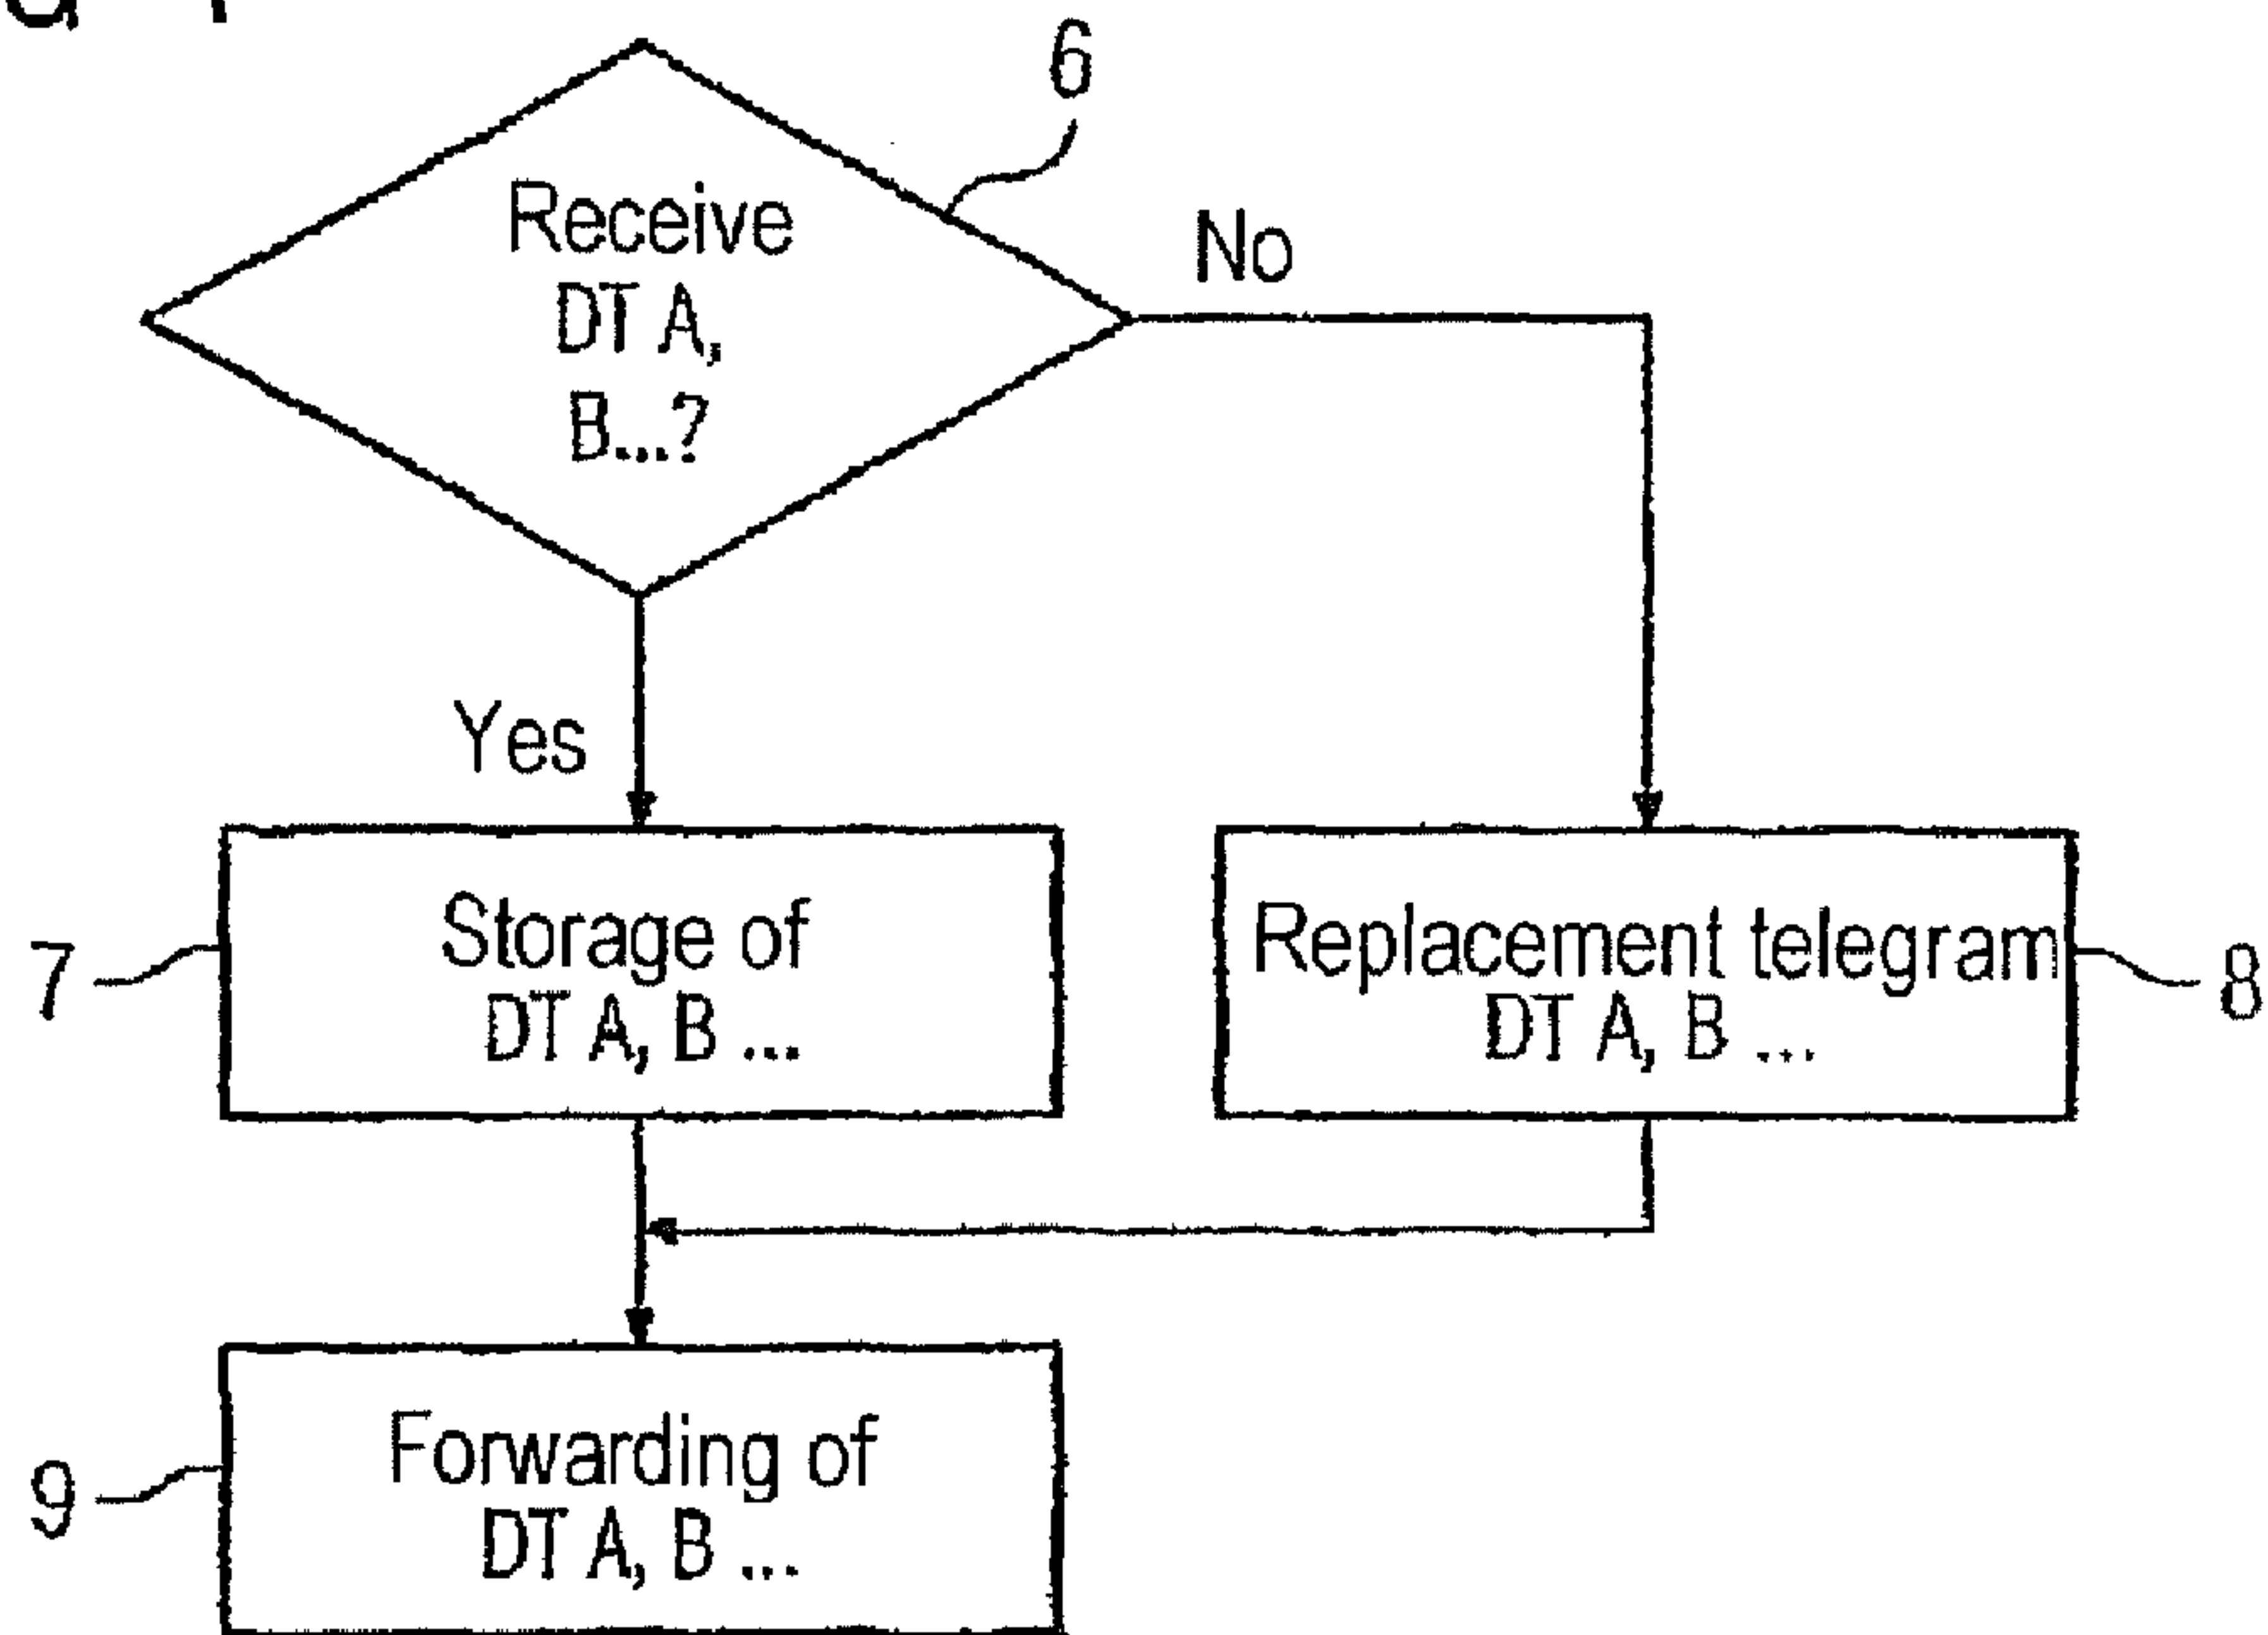 6
Receive
DT A,
B...?
No
Yes
7
Storage of
DT A, B ...
Replacement telegram
DT A, B ...
8
9
Forwarding of
DT A, B ...